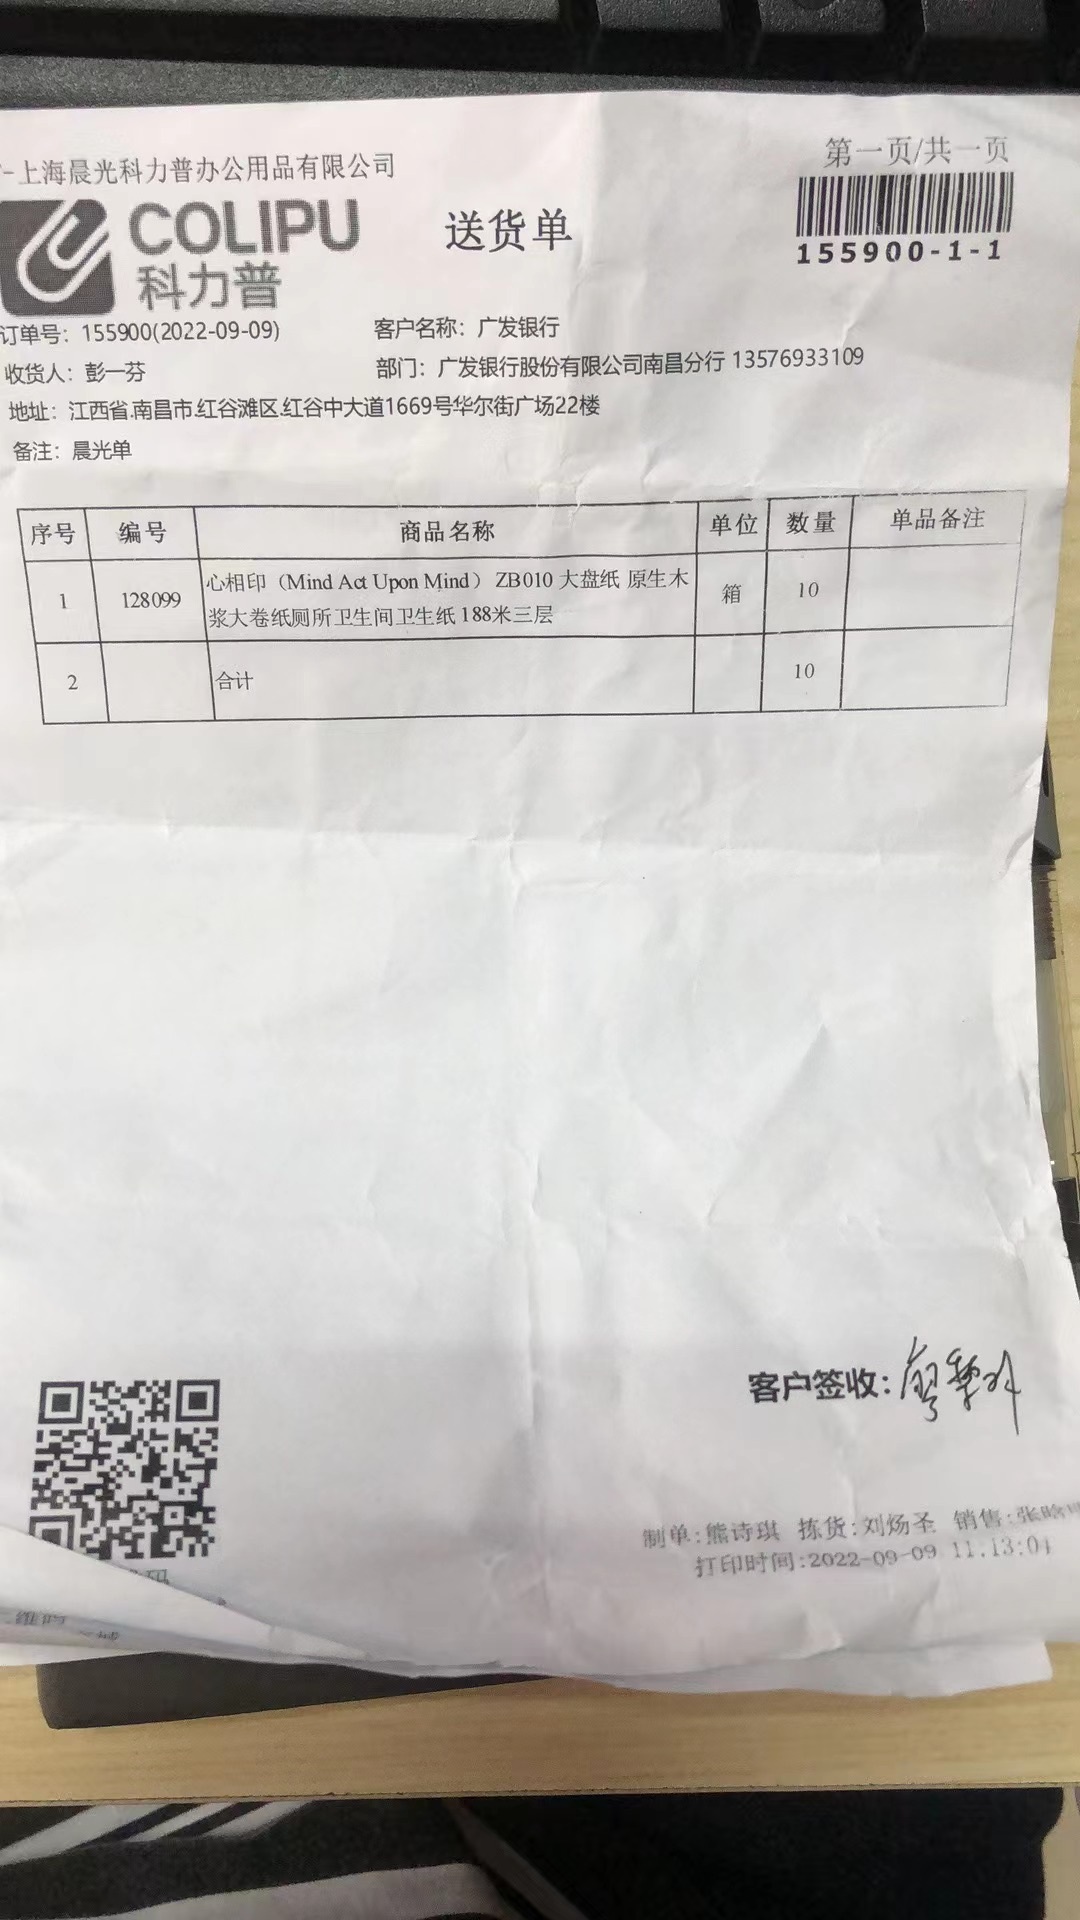 上海晨光科力普办公用品有限公司
第一页/共一页
COLIPU
科力普
送货单
155900-1-1
订单号：155900(2022-09-09)
客户名称：广发银行
收货人：彭一芬
部门：广发银行股份有限公司南昌分行 13576933109
地址：江西省.南昌市.红谷滩区.红谷中大道1669号华尔街广场22楼
备注：晨光单
序号 编号 商品名称 单位 数量 单品备注
1 128099 心相印（Mind Act Upon Mind） ZB010 大盘纸 原生木
浆大卷纸厕所卫生间卫生纸 188米三层 箱 10
2 合计 10
客户签收：
制单:熊诗琪 拣货:刘炀圣 销售:张晗
打印时间:2022-09-09 11:13:01